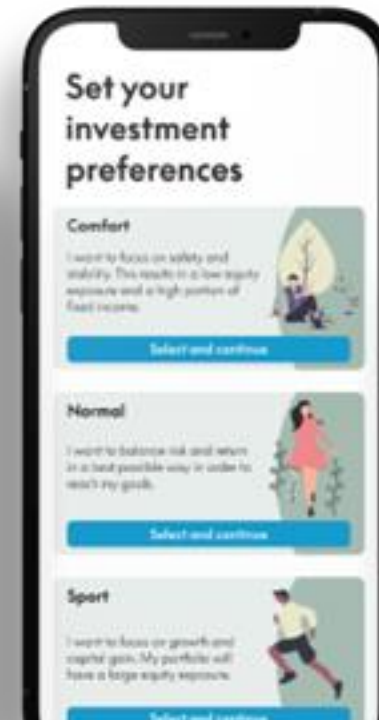 Set your
investment
preferences
Comfort
I want to focus on safety and
stability. This results in a low equity
exposure and a high portion of
fixed income.
Select and continue
Normal
I want to balance risk and return
in a best possible way in order to
reach my goals.
Select and continue
Sport
I want to focus on growth and
capital gain. My portfolio will
have a large equity exposure.
Select and continue